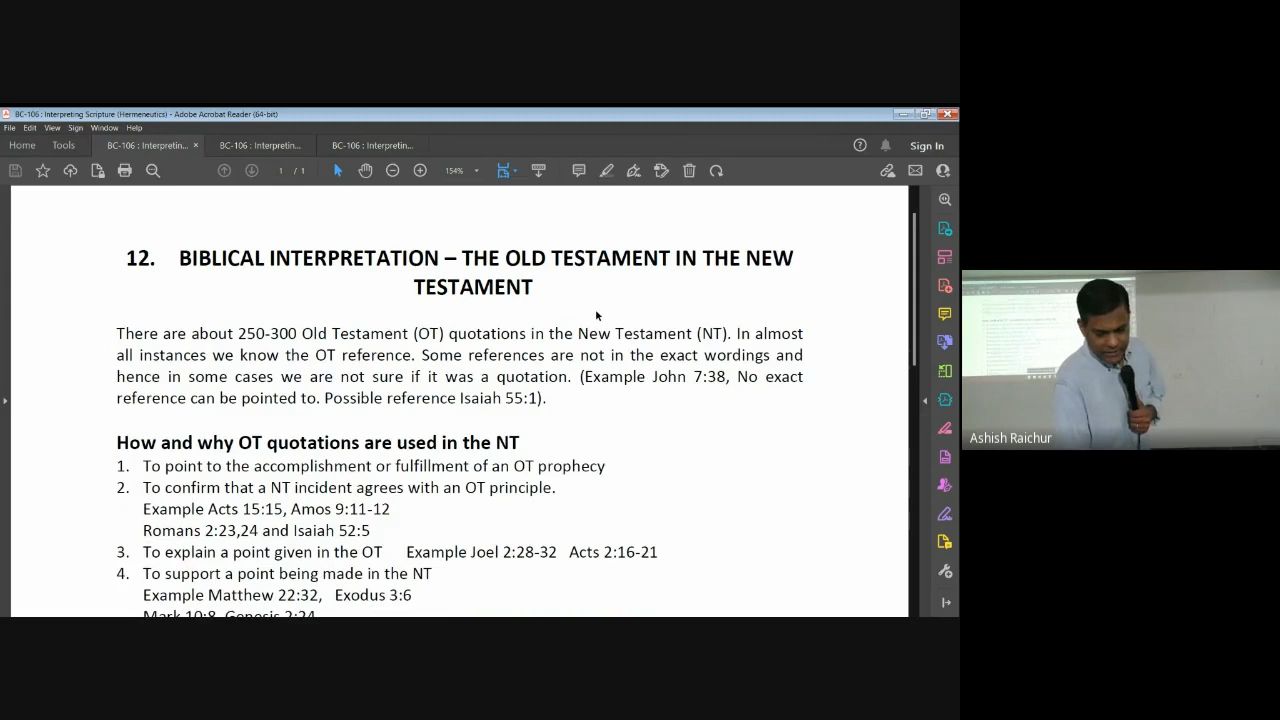 BC-106 : Interpreting Scripture (Hermeneutics) - Adobe Acrobat Reader (64-bit)
File Edit View Sign Window Help
Home Tools BC-106 : Interpretin... × BC-106 : Interpretin... BC-106 : Interpretin... Sign In
1 / 1 154%
12. BIBLICAL INTERPRETATION – THE OLD TESTAMENT IN THE NEW
TESTAMENT
There are about 250-300 Old Testament (OT) quotations in the New Testament (NT). In almost
all instances we know the OT reference. Some references are not in the exact wordings and
hence in some cases we are not sure if it was a quotation. (Example John 7:38, No exact
reference can be pointed to. Possible reference Isaiah 55:1).
How and why OT quotations are used in the NT
1. To point to the accomplishment or fulfillment of an OT prophecy
2. To confirm that a NT incident agrees with an OT principle.
Example Acts 15:15, Amos 9:11-12
Romans 2:23,24 and Isaiah 52:5
3. To explain a point given in the OT Example Joel 2:28-32 Acts 2:16-21
4. To support a point being made in the NT
Example Matthew 22:32, Exodus 3:6
Mark 10:8, Genesis 2:24
Ashish Raichur